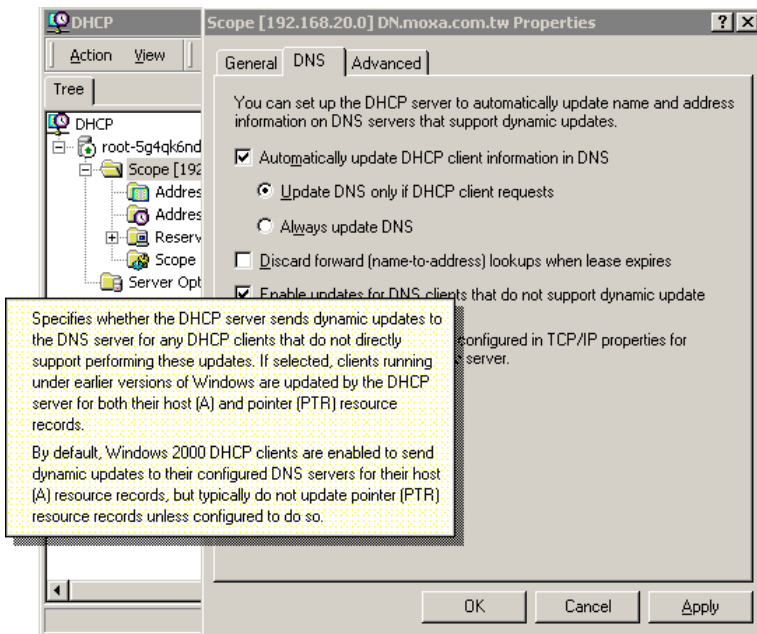 DHCP
Action View
Tree
DHCP
root-5g4qk6nd
Scope [192
Addres
Addres
Reserv
Scope
Server Opt
Scope [192.168.20.0] DN.moxa.com.tw Properties
General DNS Advanced
You can set up the DHCP server to automatically update name and address
information on DNS servers that support dynamic updates.
Automatically update DHCP client information in DNS
Update DNS only if DHCP client requests
Always update DNS
Discard forward (name-to-address) lookups when lease expires
Enable updates for DNS clients that do not support dynamic update
configured in TCP/IP properties for
server.
Specifies whether the DHCP server sends dynamic updates to
the DNS server for any DHCP clients that do not directly
support performing these updates. If selected, clients running
under earlier versions of Windows are updated by the DHCP
server for both their host (A) and pointer (PTR) resource
records.
By default, Windows 2000 DHCP clients are enabled to send
dynamic updates to their configured DNS servers for their host
(A) resource records, but typically do not update pointer (PTR)
resource records unless configured to do so.
OK Cancel Apply